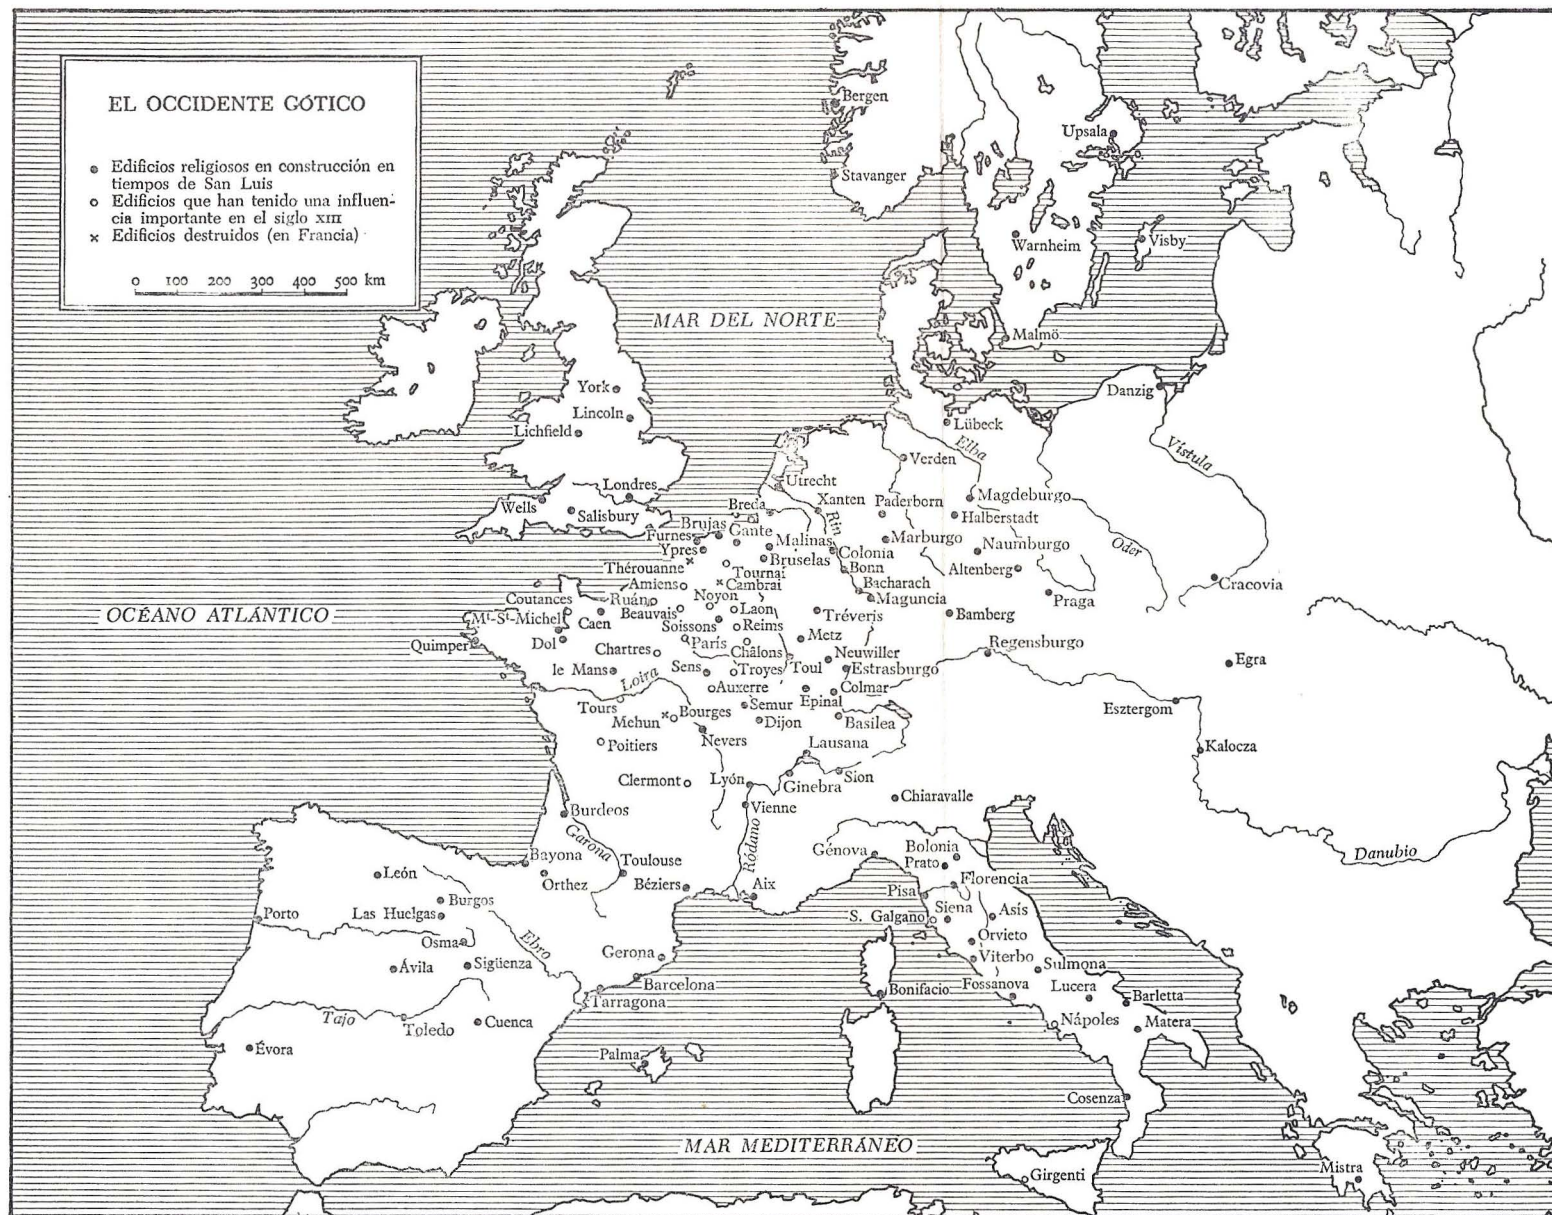 EL OCCIDENTE GÓTICO
Edificios religiosos en construcción en
tiempos de San Luis
Edificios que han tenido una influen-
cia importante en el siglo XIII
Edificios destruidos (en Francia)
0 100 200 300 400 500 km
Bergen
Upsala
Stavanger
Warnheim
Visby
MAR DEL NORTE
Malmö
York
Danzig
Lincoln
Lübeck
Lichfield
Elba
Vístula
Verden
Utrecht
Londres
Xanten
Paderborn
Magdeburgo
Wells
Salisbury
Breda
Rin
Halberstadt
Brujas
Gante
Furnes
Malinas
Marburgo
Naumburgo
Oder
Ypres
Colonia
Bruselas
Thérouanne
Tournai
Bonn
Altenberg
Amiens
Cambrai
Bacharach
Cracovia
Coutances
Ruán
Noyon
Maguncia
Praga
OCÉANO ATLÁNTICO
Beauvais
Laon
Mt-St-Michel
Caen
Soissons
Reims
Tréveris
Bamberg
Quimper
Dol
París
Metz
Regensburgo
Chartres
Châlons
Neuwiller
Egra
le Mans
Loira
Sens
Troyes
Toul
Estrasburgo
Auxerre
Colmar
Tours
Semur
Epinal
Esztergom
Mehun
Bourges
Dijon
Basilea
Poitiers
Nevers
Lausana
Kalocza
Clermont
Lyón
Ginebra
Sion
Chiaravalle
Vienne
Burdeos
Garona
Ródano
Danubio
Génova
Bolonia
Bayona
Toulouse
Prato
León
Orthez
Béziers
Aix
Florencia
Pisa
Burgos
Siena
Asís
Porto
Las Huelgas
S. Galgano
Osma
Ebro
Orvieto
Gerona
Viterbo
Ávila
Sigüenza
Sulmona
Barcelona
Bonifacio
Fossanova
Lucera
Barletta
Tarragona
Tajo
Toledo
Cuenca
Nápoles
Matera
Évora
Palma
Cosenza
MAR MEDITERRÁNEO
Mistra
Girgenti